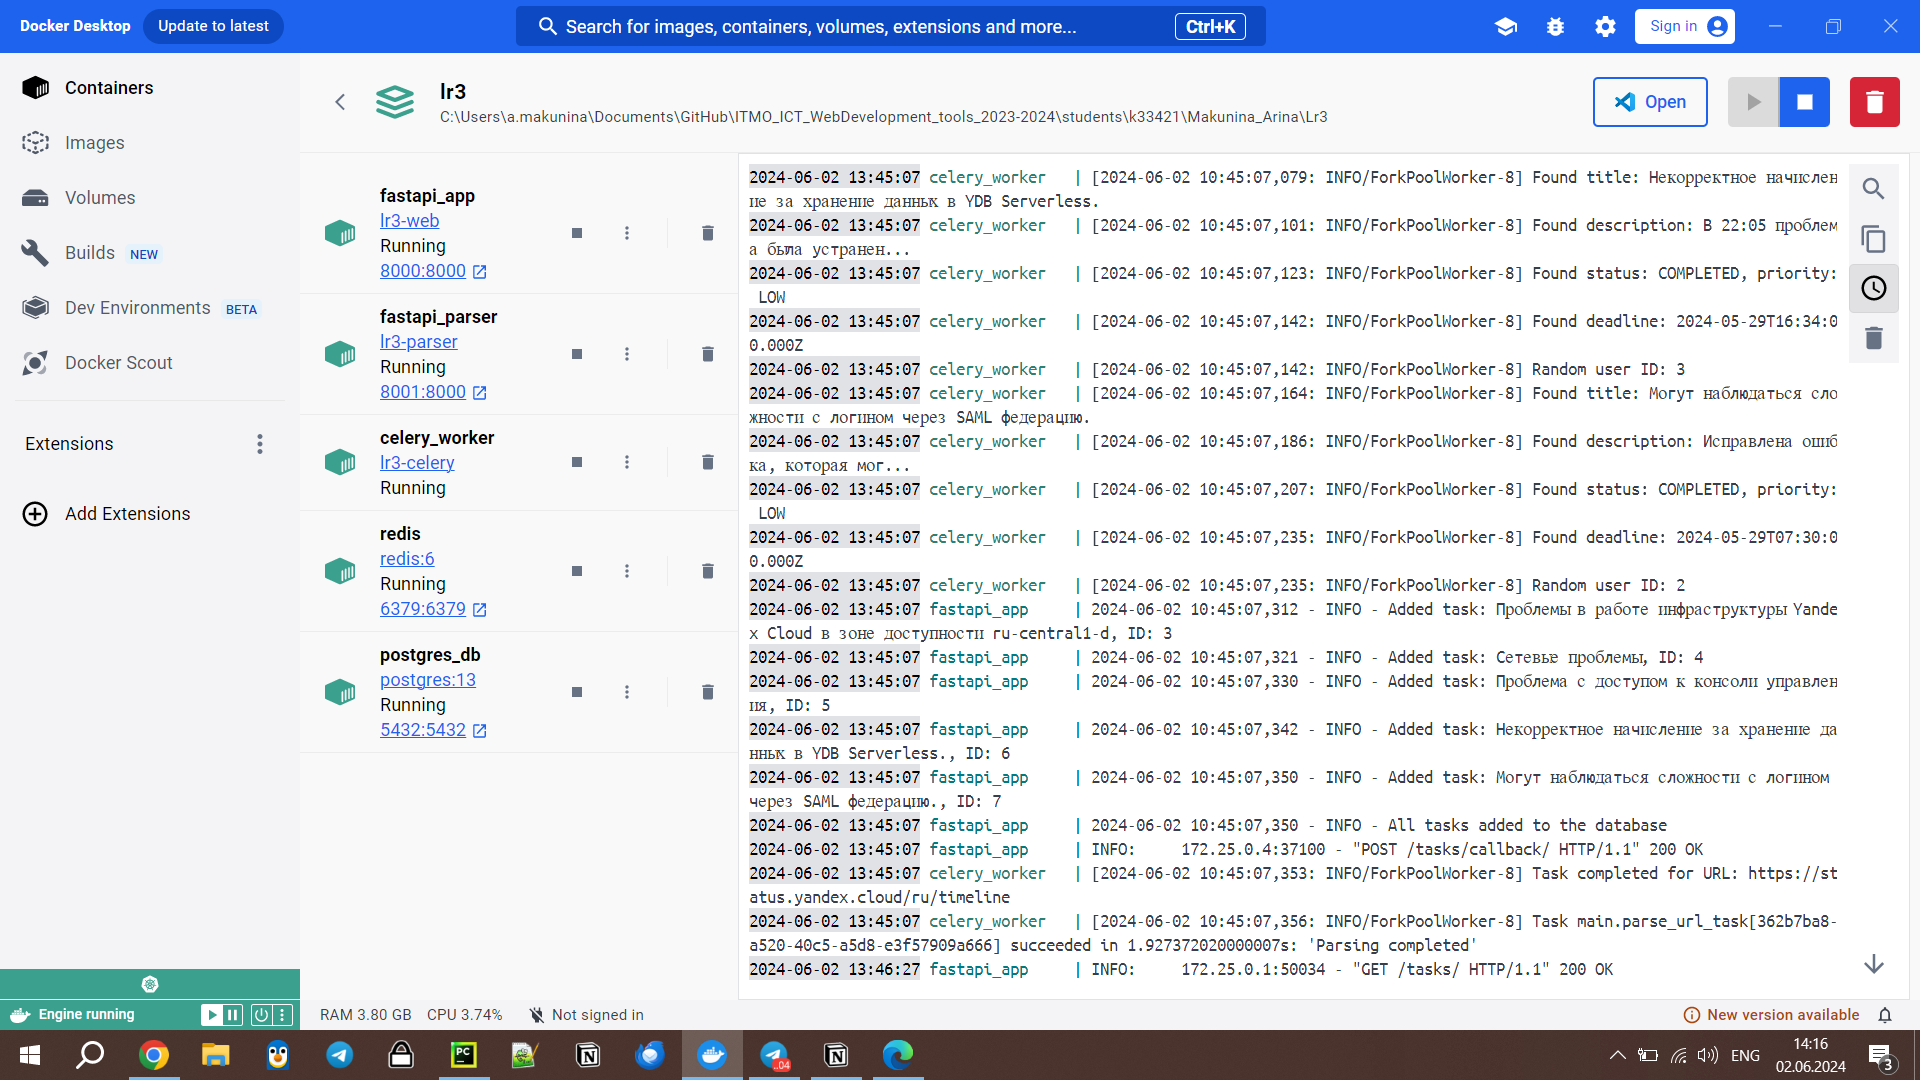 Docker Desktop
Update to latest
Search for images, containers, volumes, extensions and more...
Ctrl+K
Sign in
Containers
Images
Volumes
Builds NEW
Dev Environments BETA
Docker Scout
Extensions
Add Extensions
lr3
C:\Users\a.makunina\Documents\GitHub\ITMO_ICT_WebDevelopment_tools_2023-2024\students\k33421\Makunina_Arina\Lr3
Open
fastapi_app
lr3-web
Running
8000:8000
fastapi_parser
lr3-parser
Running
8001:8000
celery_worker
lr3-celery
Running
redis
redis:6
Running
6379:6379
postgres_db
postgres:13
Running
5432:5432
2024-06-02 13:45:07 celery_worker | [2024-06-02 10:45:07,079: INFO/ForkPoolWorker-8] Found title: Некорректное начислен
ие за хранение данных в YDB Serverless.
2024-06-02 13:45:07 celery_worker | [2024-06-02 10:45:07,101: INFO/ForkPoolWorker-8] Found description: В 22:05 проблем
а была устранен...
2024-06-02 13:45:07 celery_worker | [2024-06-02 10:45:07,123: INFO/ForkPoolWorker-8] Found status: COMPLETED, priority:
LOW
2024-06-02 13:45:07 celery_worker | [2024-06-02 10:45:07,142: INFO/ForkPoolWorker-8] Found deadline: 2024-05-29T16:34:0
0.000Z
2024-06-02 13:45:07 celery_worker | [2024-06-02 10:45:07,142: INFO/ForkPoolWorker-8] Random user ID: 3
2024-06-02 13:45:07 celery_worker | [2024-06-02 10:45:07,164: INFO/ForkPoolWorker-8] Found title: Могут наблюдаться сло
жности с логином через SAML федерацию.
2024-06-02 13:45:07 celery_worker | [2024-06-02 10:45:07,186: INFO/ForkPoolWorker-8] Found description: Исправлена ошиб
ка, которая мог...
2024-06-02 13:45:07 celery_worker | [2024-06-02 10:45:07,207: INFO/ForkPoolWorker-8] Found status: COMPLETED, priority:
LOW
2024-06-02 13:45:07 celery_worker | [2024-06-02 10:45:07,235: INFO/ForkPoolWorker-8] Found deadline: 2024-05-29T07:30:0
0.000Z
2024-06-02 13:45:07 celery_worker | [2024-06-02 10:45:07,235: INFO/ForkPoolWorker-8] Random user ID: 2
2024-06-02 13:45:07 fastapi_app | 2024-06-02 10:45:07,312 - INFO - Added task: Проблемы в работе инфраструктуры Yande
x Cloud в зоне доступности ru-central1-d, ID: 3
2024-06-02 13:45:07 fastapi_app | 2024-06-02 10:45:07,321 - INFO - Added task: Сетевые проблемы, ID: 4
2024-06-02 13:45:07 fastapi_app | 2024-06-02 10:45:07,330 - INFO - Added task: Проблема с доступом к консоли управлен
ия, ID: 5
2024-06-02 13:45:07 fastapi_app | 2024-06-02 10:45:07,342 - INFO - Added task: Некорректное начисление за хранение да
нных в YDB Serverless., ID: 6
2024-06-02 13:45:07 fastapi_app | 2024-06-02 10:45:07,350 - INFO - Added task: Могут наблюдаться сложности с логином
через SAML федерацию., ID: 7
2024-06-02 13:45:07 fastapi_app | 2024-06-02 10:45:07,350 - INFO - All tasks added to the database
2024-06-02 13:45:07 fastapi_app | INFO: 172.25.0.4:37100 - "POST /tasks/callback/ HTTP/1.1" 200 OK
2024-06-02 13:45:07 celery_worker | [2024-06-02 10:45:07,353: INFO/ForkPoolWorker-8] Task completed for URL: https://st
atus.yandex.cloud/ru/timeline
2024-06-02 13:45:07 celery_worker | [2024-06-02 10:45:07,356: INFO/ForkPoolWorker-8] Task main.parse_url_task[362b7ba8-
a520-40c5-a5d8-e3f57909a666] succeeded in 1.927372020000007s: 'Parsing completed'
2024-06-02 13:46:27 fastapi_app | INFO: 172.25.0.1:50034 - "GET /tasks/ HTTP/1.1" 200 OK
Engine running
RAM 3.80 GB CPU 3.74% Not signed in
New version available
PC
..04
ENG
14:16
02.06.2024
3